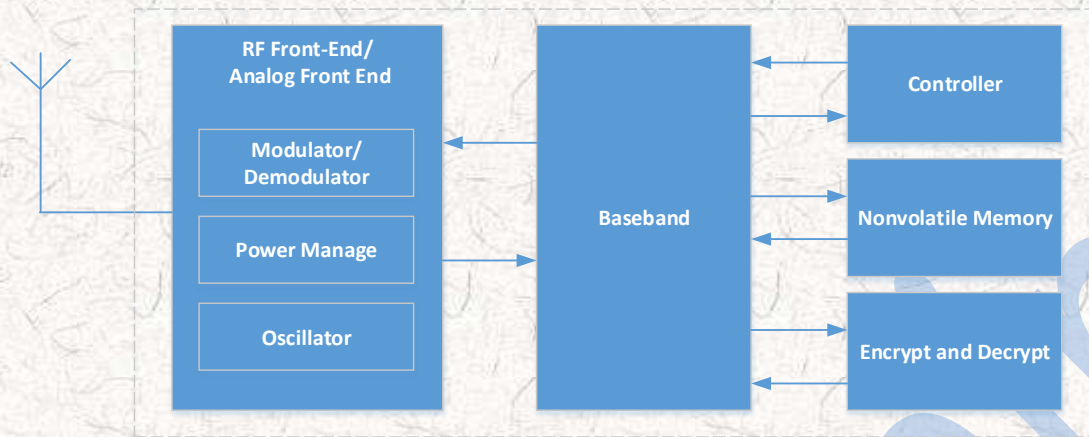 RF Front-End/
Analog Front End
Modulator/
Demodulator
Power Manage
Oscillator
Baseband
Controller
Nonvolatile Memory
Encrypt and Decrypt